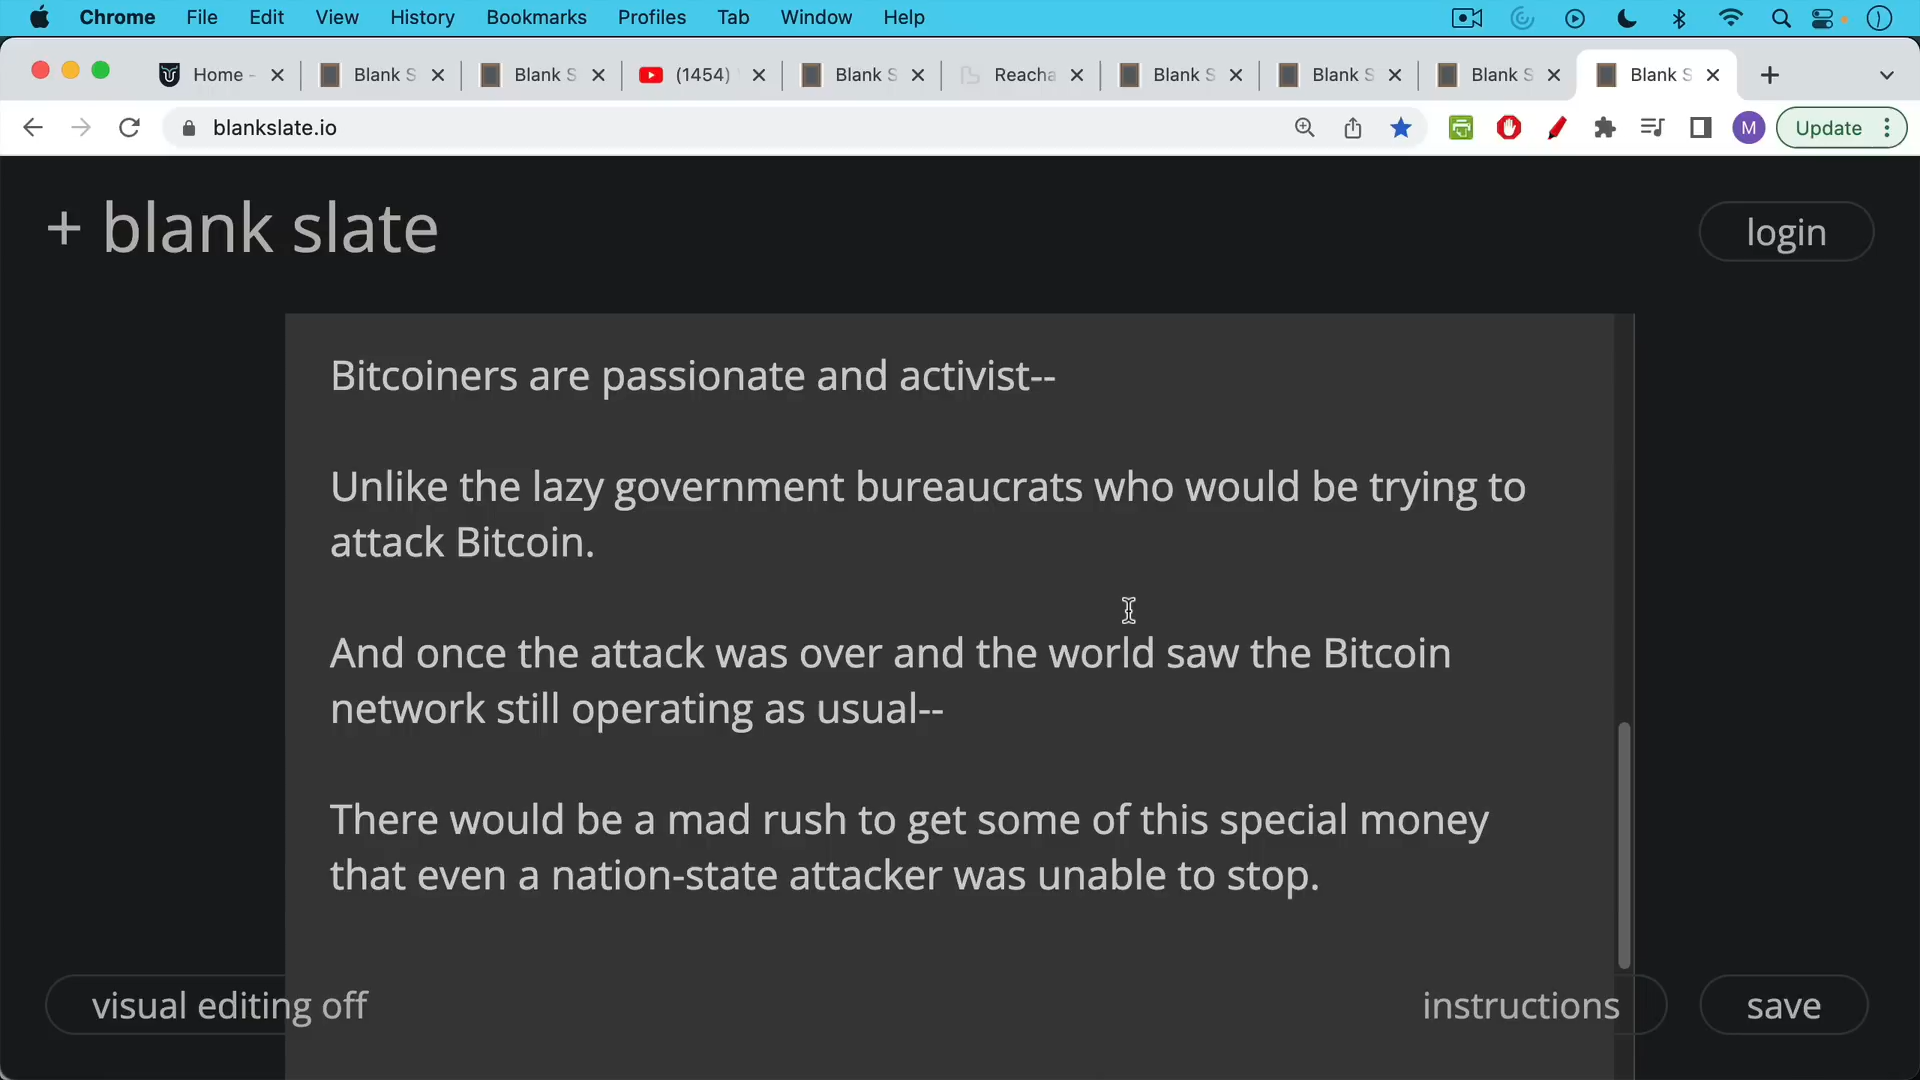 Chrome File Edit View History Bookmarks Profiles Tab Window Help
Home - Blank S Blank S (1454) Blank S Reacha Blank S Blank S Blank S Blank S
blankslate.io M Update
+ blank slate login
Bitcoiners are passionate and activist--
Unlike the lazy government bureaucrats who would be trying to
attack Bitcoin.
And once the attack was over and the world saw the Bitcoin
network still operating as usual--
There would be a mad rush to get some of this special money
that even a nation-state attacker was unable to stop.
visual editing off instructions save